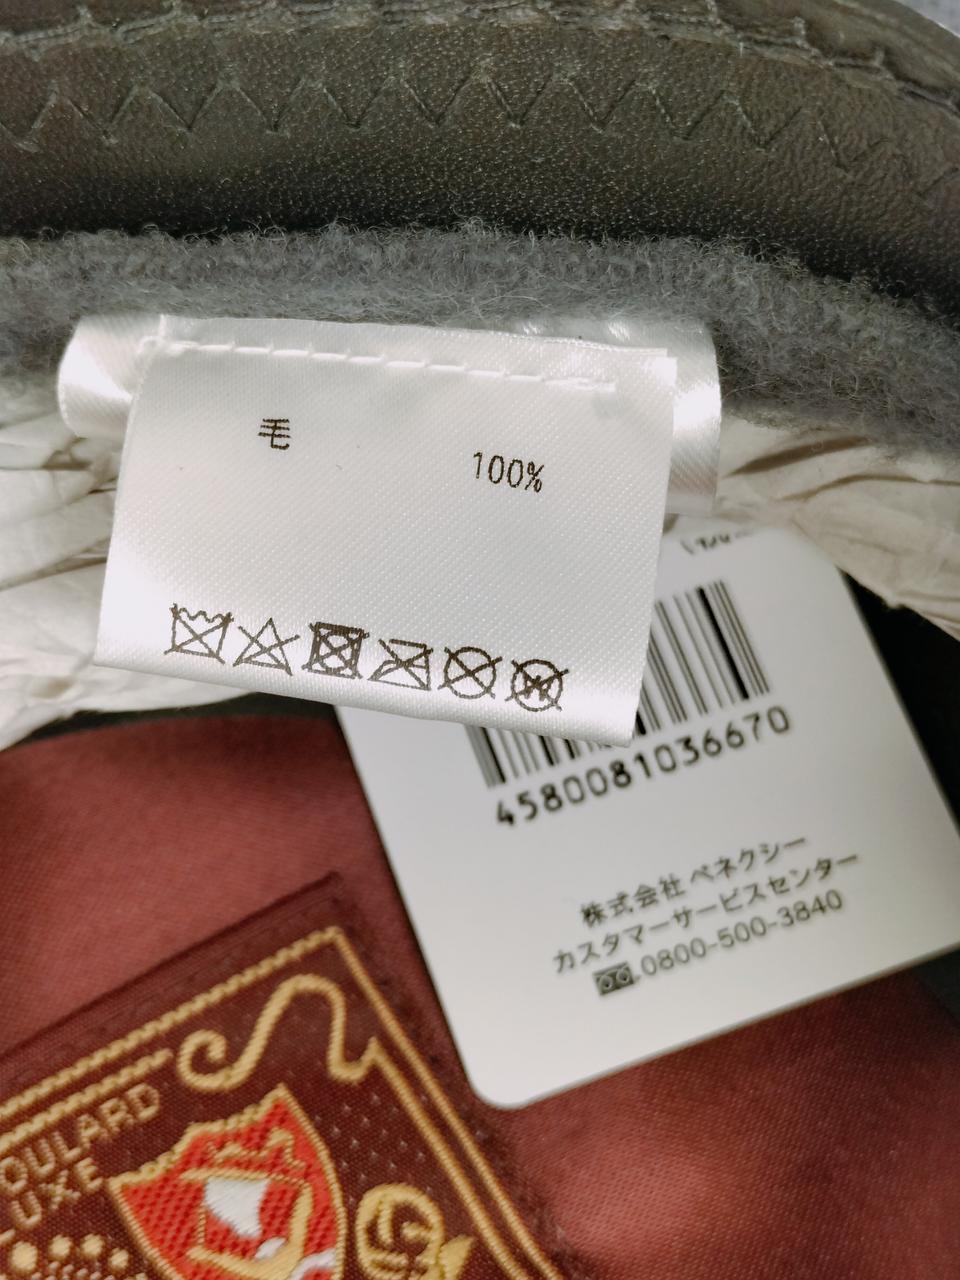 毛 100%
W
4580081036670
株式会社 ベネクシー
カスタマーサービスセンター
0800-500-3840
OULARD
UXE